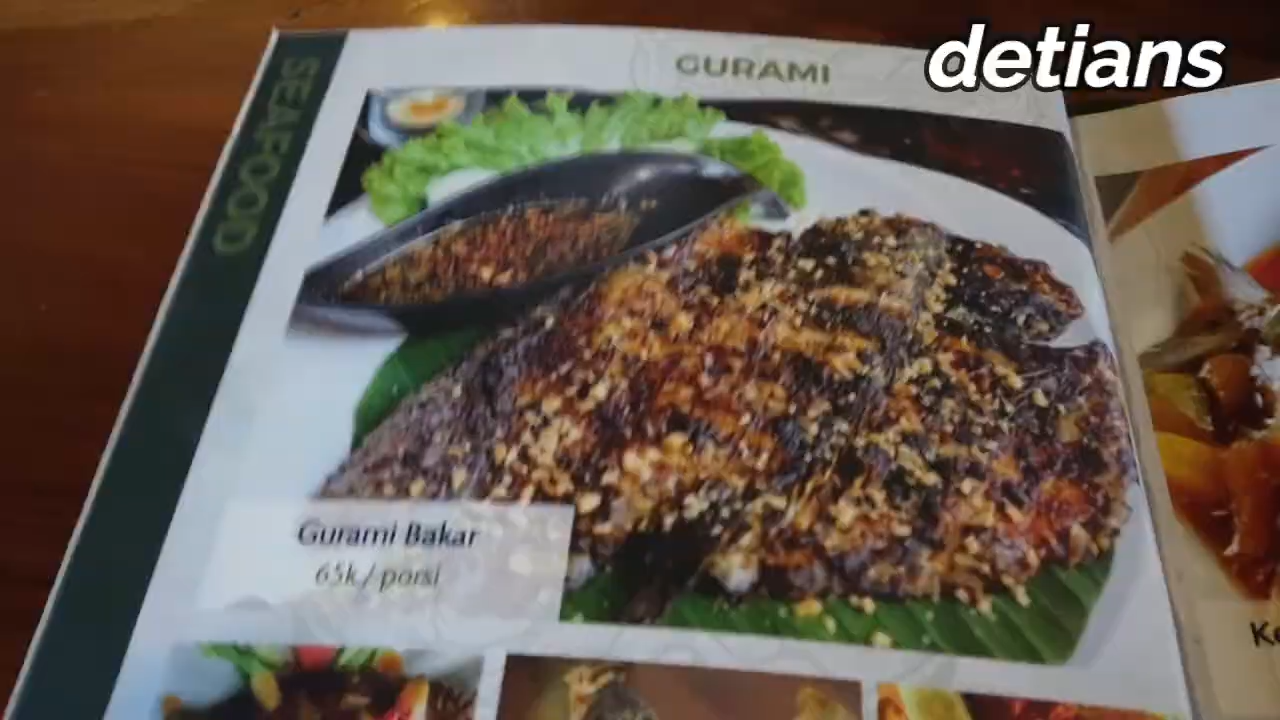 detians
GURAMI
SEAFOOD
Gurami Bakar
65k / porsi